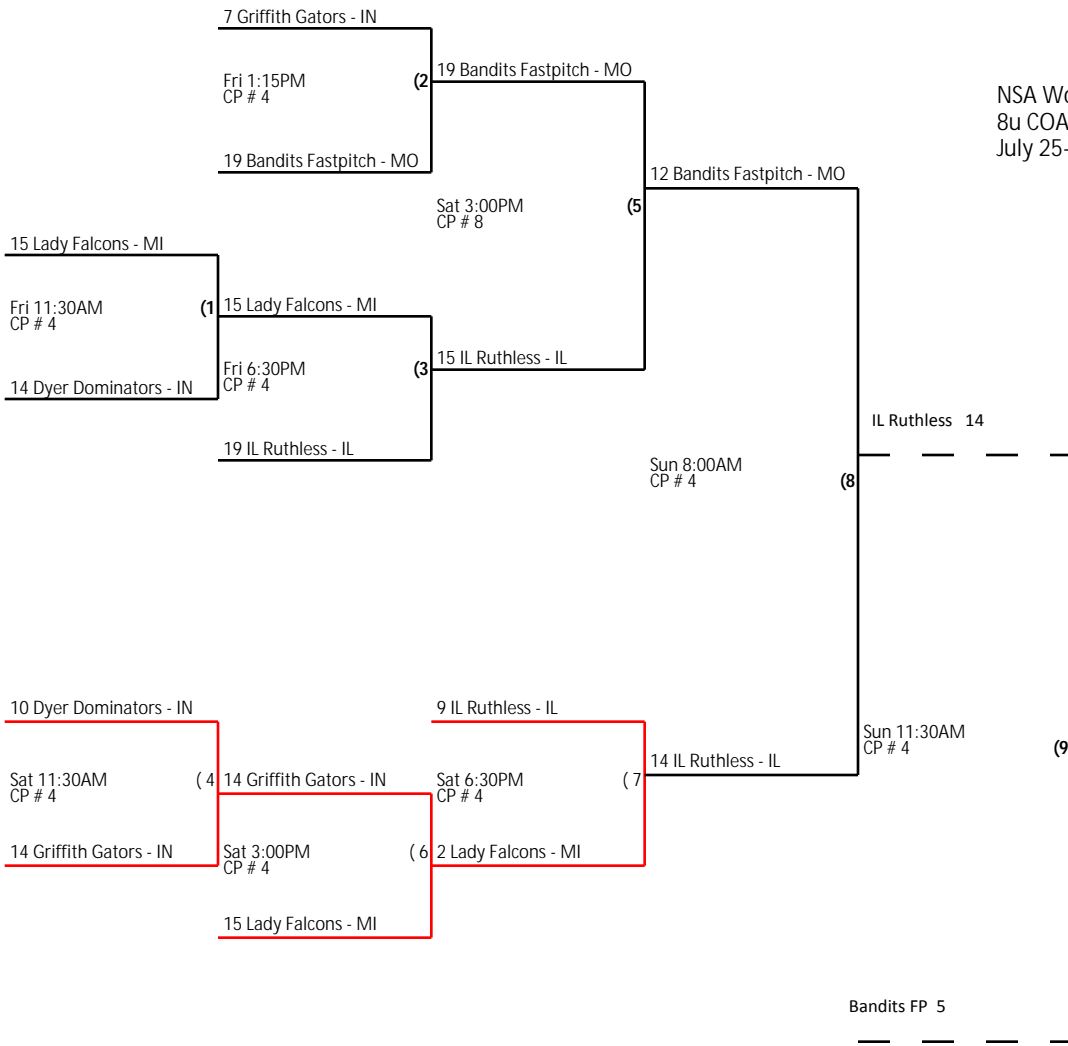 7 Griffith Gators - IN
Fri 1:15PM
CP # 4
(2
19 Bandits Fastpitch - MO
19 Bandits Fastpitch - MO
NSA Wo
8u COA
July 25-
12 Bandits Fastpitch - MO
Sat 3:00PM
CP # 8
(5
15 Lady Falcons - MI
Fri 11:30AM
CP # 4
(1
15 Lady Falcons - MI
14 Dyer Dominators - IN
Fri 6:30PM
CP # 4
(3
15 IL Ruthless - IL
19 IL Ruthless - IL
IL Ruthless 14
Sun 8:00AM
CP # 4
(8
10 Dyer Dominators - IN
9 IL Ruthless - IL
Sun 11:30AM
CP # 4
(9
Sat 11:30AM
CP # 4
( 4
14 Griffith Gators - IN
Sat 6:30PM
CP # 4
( 7
14 IL Ruthless - IL
14 Griffith Gators - IN
Sat 3:00PM
CP # 4
( 6
2 Lady Falcons - MI
15 Lady Falcons - MI
Bandits FP 5